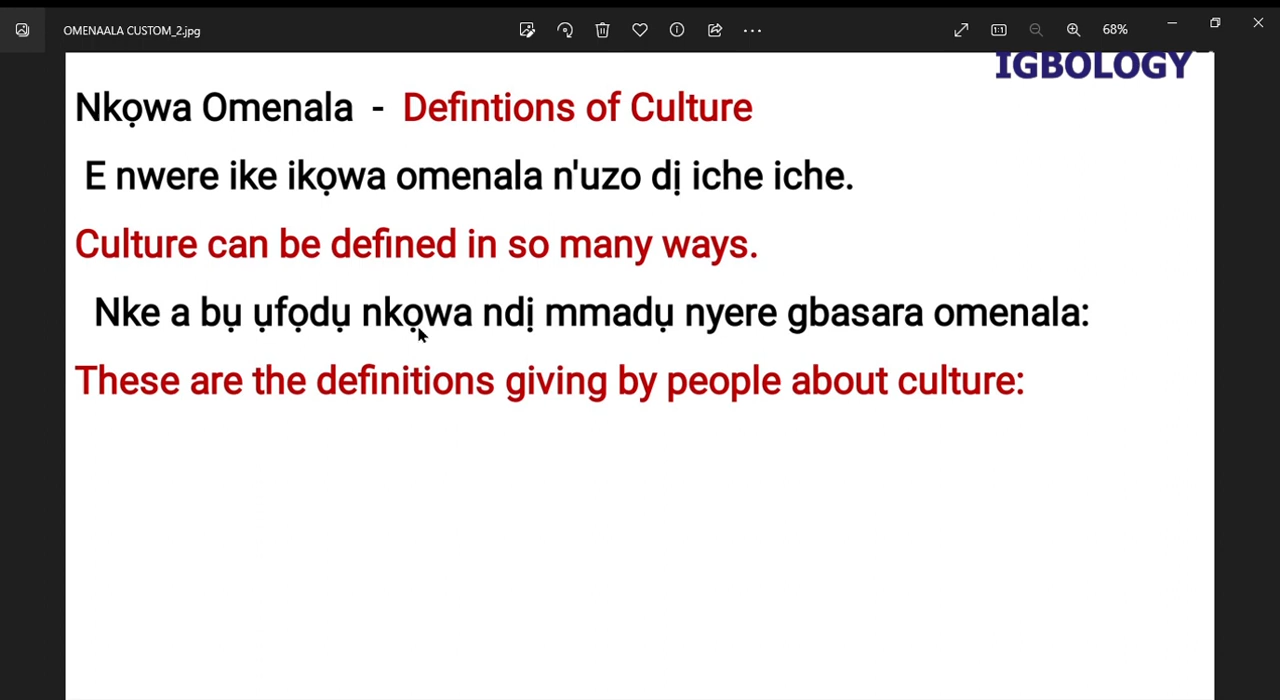 OMENAALA CUSTOM_2.jpg
68%
IGBOLOGY
Nkọwa Omenala - Defintions of Culture
E nwere ike ikọwa omenala n'uzo dị iche iche.
Culture can be defined in so many ways.
Nke a bụ ụfọdụ nkọwa ndị mmadụ nyere gbasara omenala:
These are the definitions giving by people about culture: